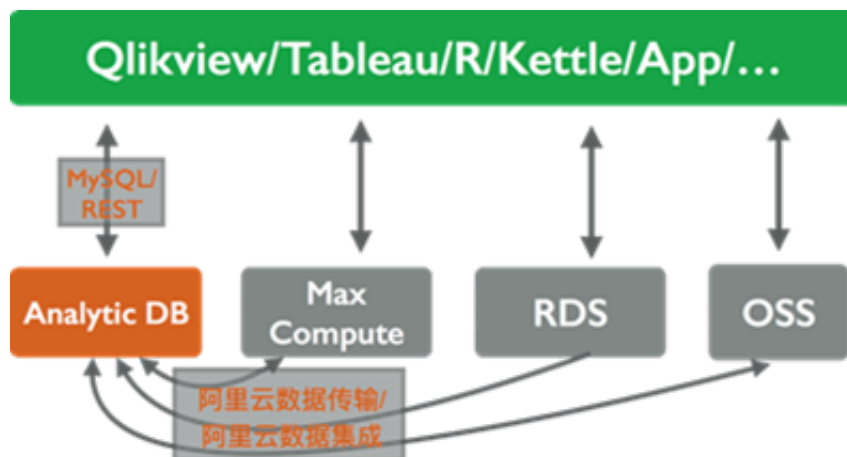 Qlikview/Tableau/R/Kettle/App/...
MySQL/
REST
Analytic DB
Max
Compute
RDS
OSS
阿里云数据传输/
阿里云数据集成